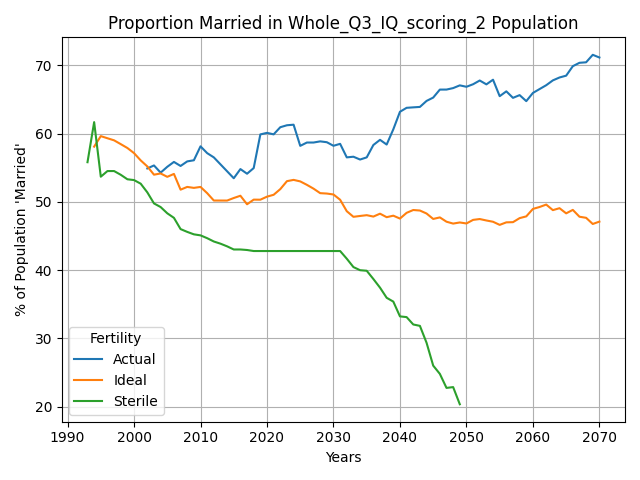 Proportion Married in Whole_Q3_IQ_scoring_2 Population
% of Population 'Married'
70
60
50
40
30
20
Fertility
Actual
Ideal
Sterile
1990 2000 2010 2020 2030 2040 2050 2060 2070
Years